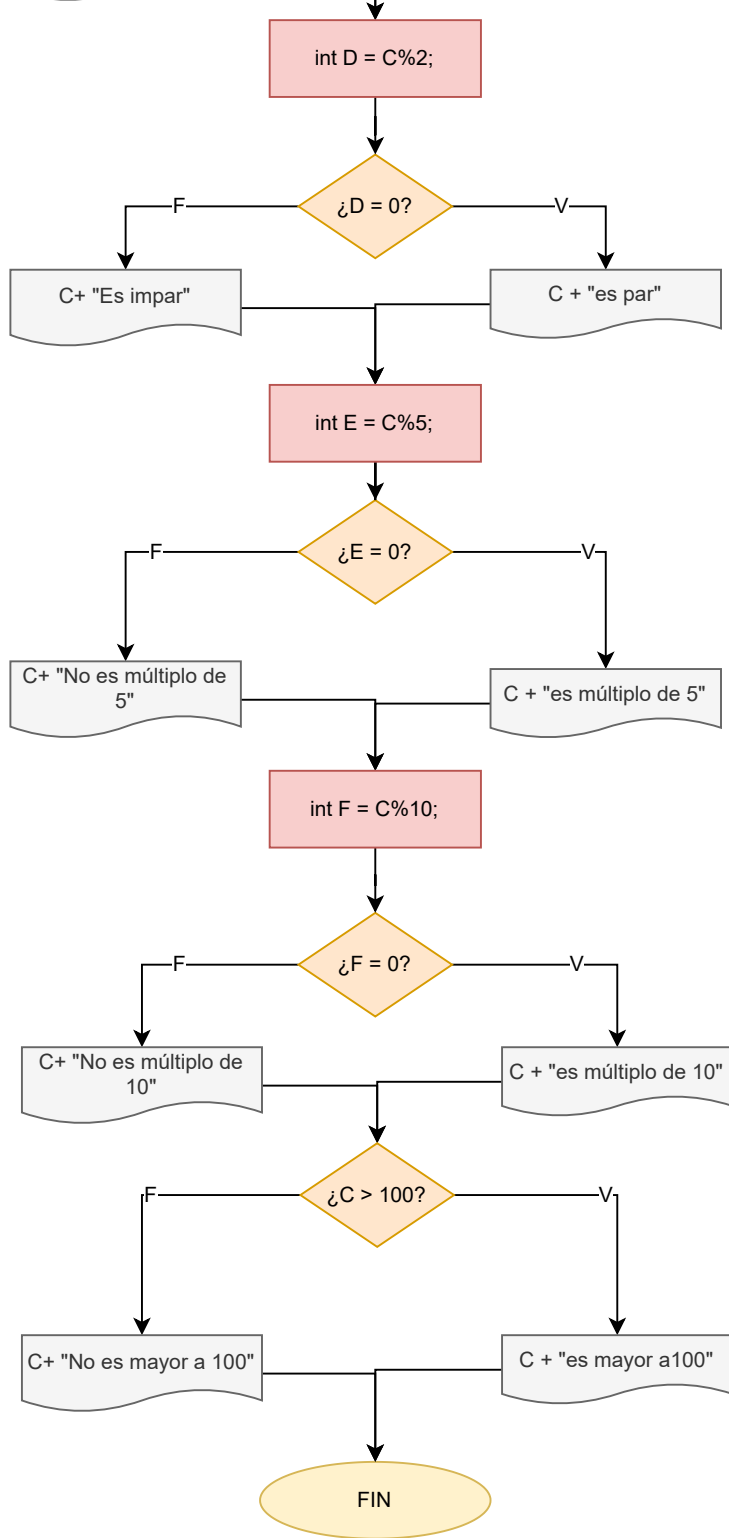 int D = C%2;
¿D = 0?
F
V
C+ "Es impar"
C + "es par"
int E = C%5;
¿E = 0?
F
V
C+ "No es múltiplo de
5"
C + "es múltiplo de 5"
int F = C%10;
¿F = 0?
F
V
C+ "No es múltiplo de
10"
C + "es múltiplo de 10"
¿C > 100?
F
V
C+ "No es mayor a 100"
C + "es mayor a100"
FIN